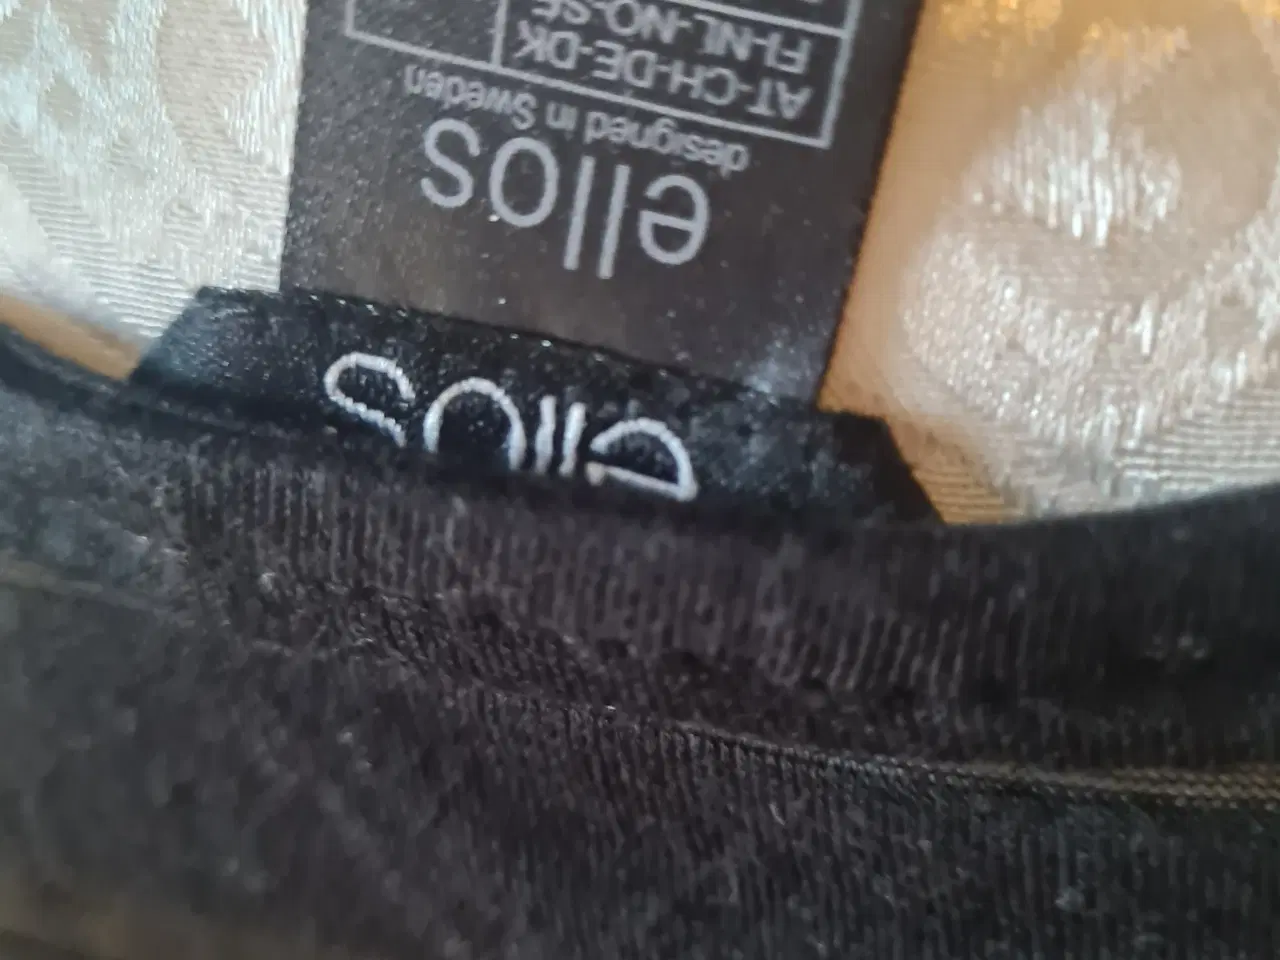 ellos
ellos
designed in Sweden
AT-CH-DE-DK
FI-NL-NO-SE